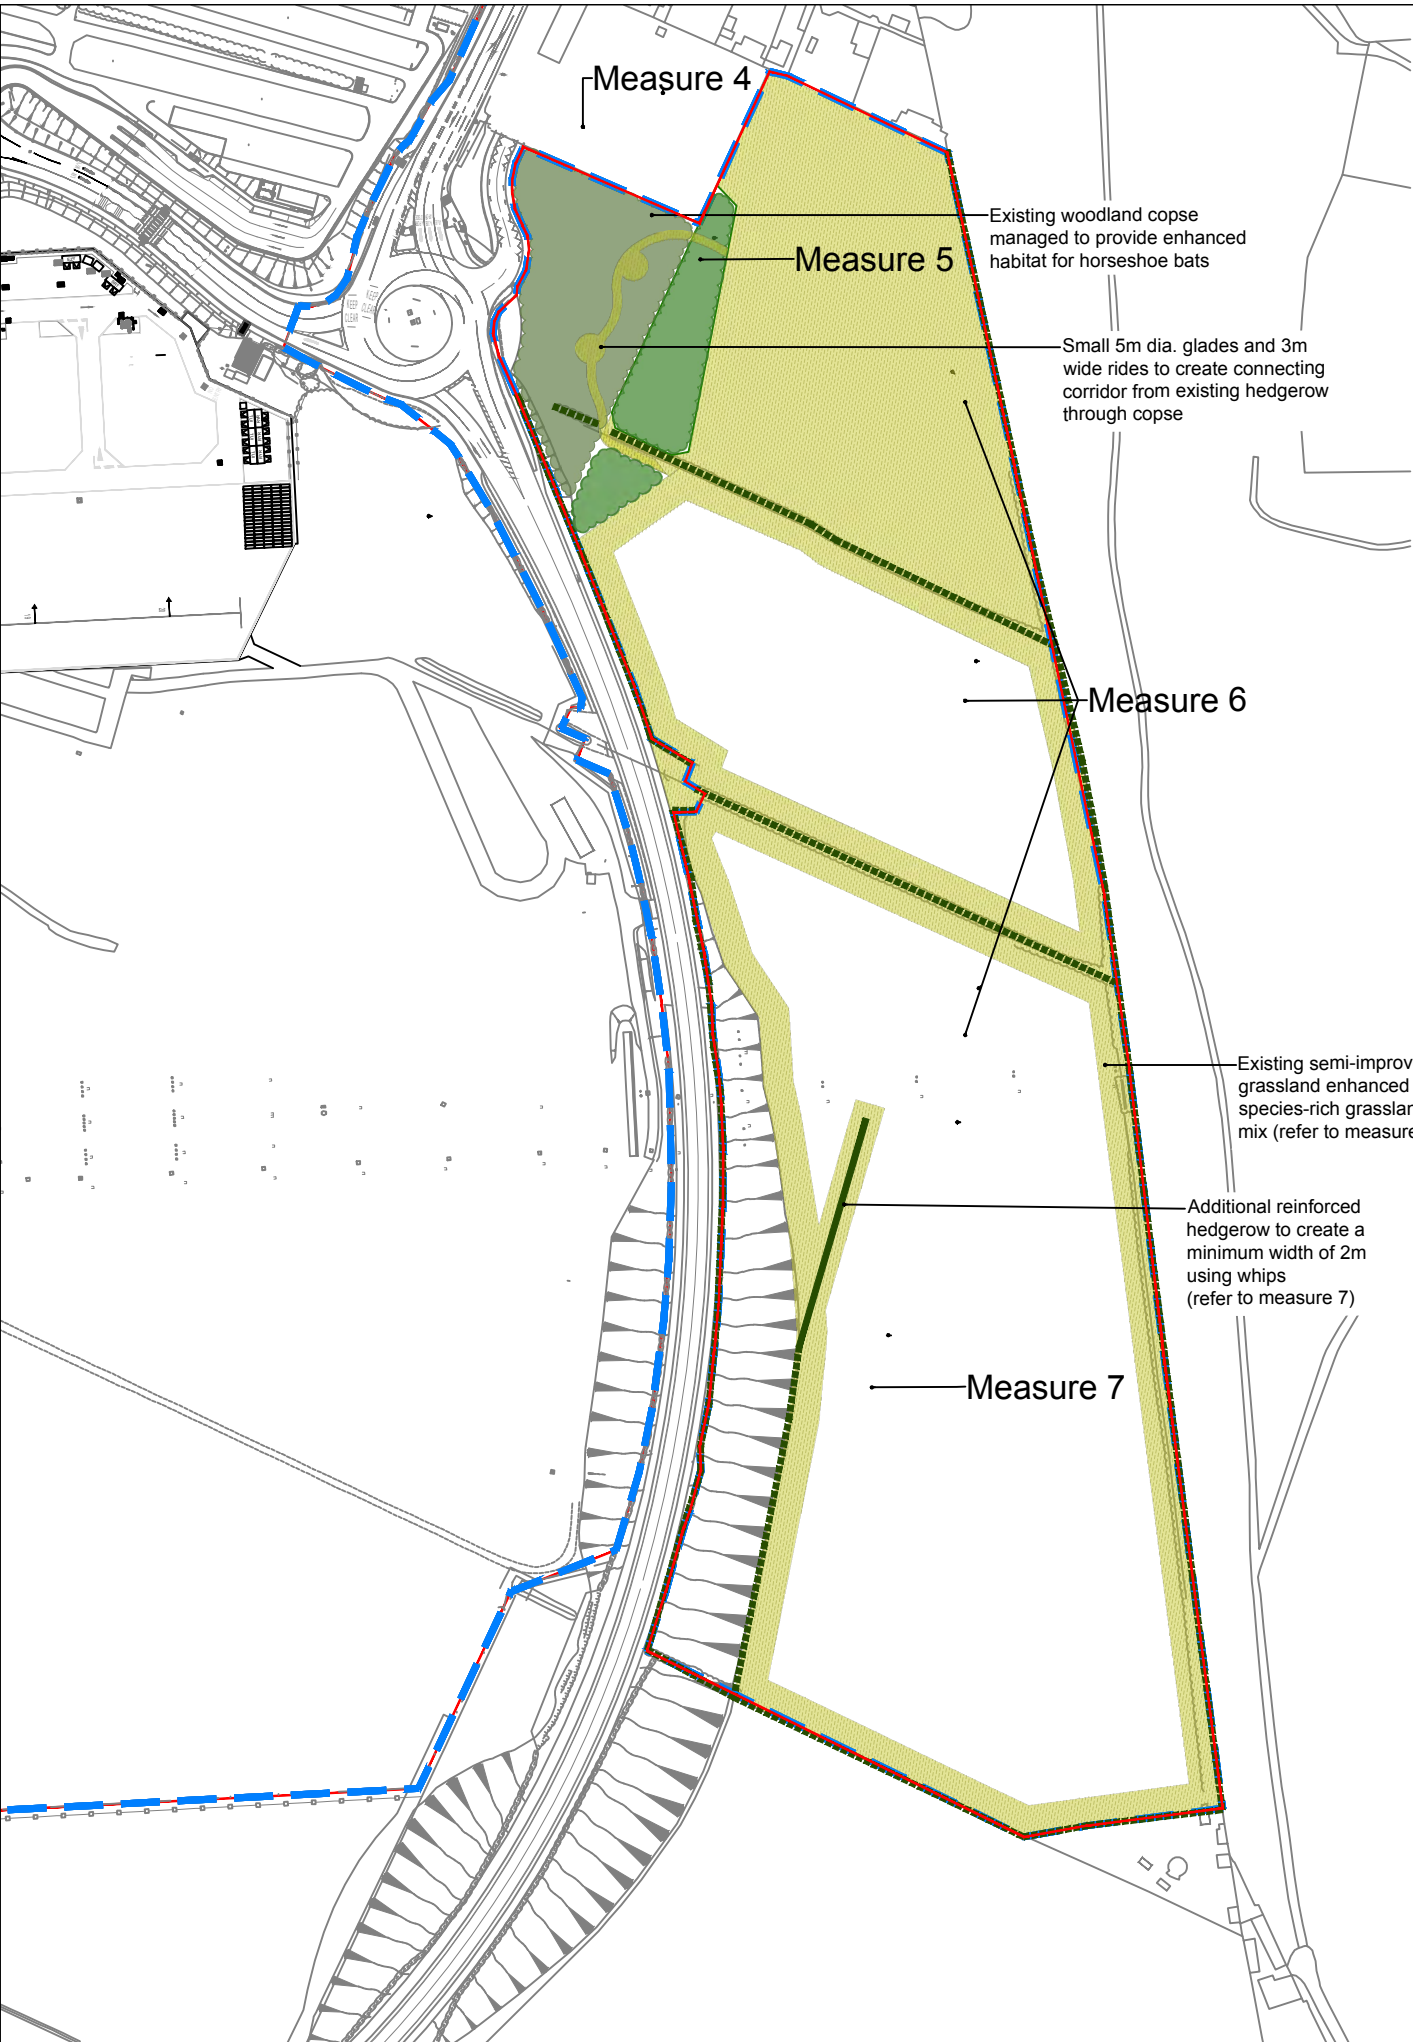 Measure 4
Existing woodland copse
managed to provide enhanced
habitat for horseshoe bats
Measure 5
KEEP
CLEAR
KEEP
CLEAR
Small 5m dia. glades and 3m
wide rides to create connecting
corridor from existing hedgerow
through copse
Measure 6
Existing semi-improv
grassland enhanced
species-rich grasslan
mix (refer to measure
Additional reinforced
hedgerow to create a
minimum width of 2m
using whips
(refer to measure 7)
Measure 7